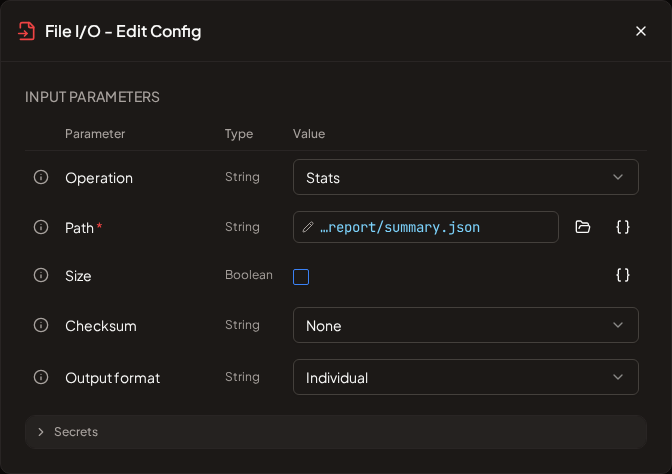 File I/O - Edit Config
INPUT PARAMETERS
Parameter Type Value
Operation String Stats
Path * String …report/summary.json
Size Boolean
Checksum String None
Output format String Individual
Secrets